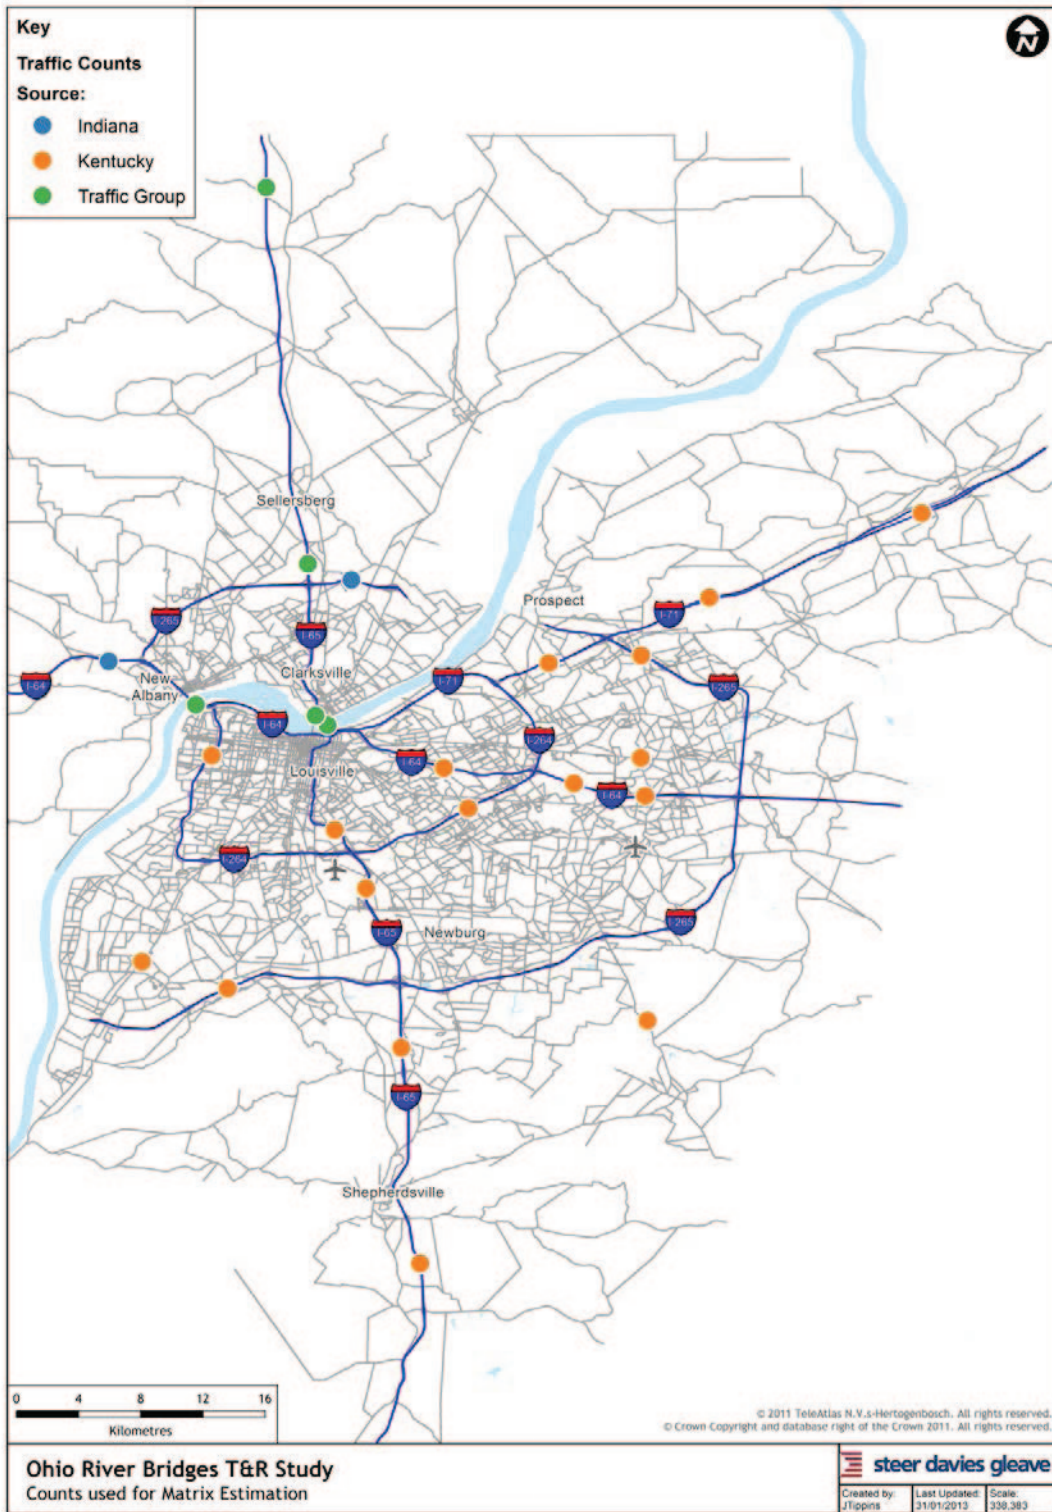 Key
Traffic Counts
Source:
Indiana
Kentucky
Traffic Group
N
Sellersberg
Prospect
I-265
I-65
I-71
I-64
New
Albany
Clarksville
I-71
I-265
I-64
I-264
Louisville
I-64
I-64
I-264
I-65
Newburg
I-265
I-65
Shepherdsville
0 4 8 12 16
Kilometres
© 2011 TeleAtlas N.V.s-Hertogenbosch. All rights reserved.
© Crown Copyright and database right of the Crown 2011. All rights reserved.
Ohio River Bridges T&R Study
Counts used for Matrix Estimation
steer davies gleave
Created by: JTippins
Last Updated: 31/01/2013
Scale: 338,383